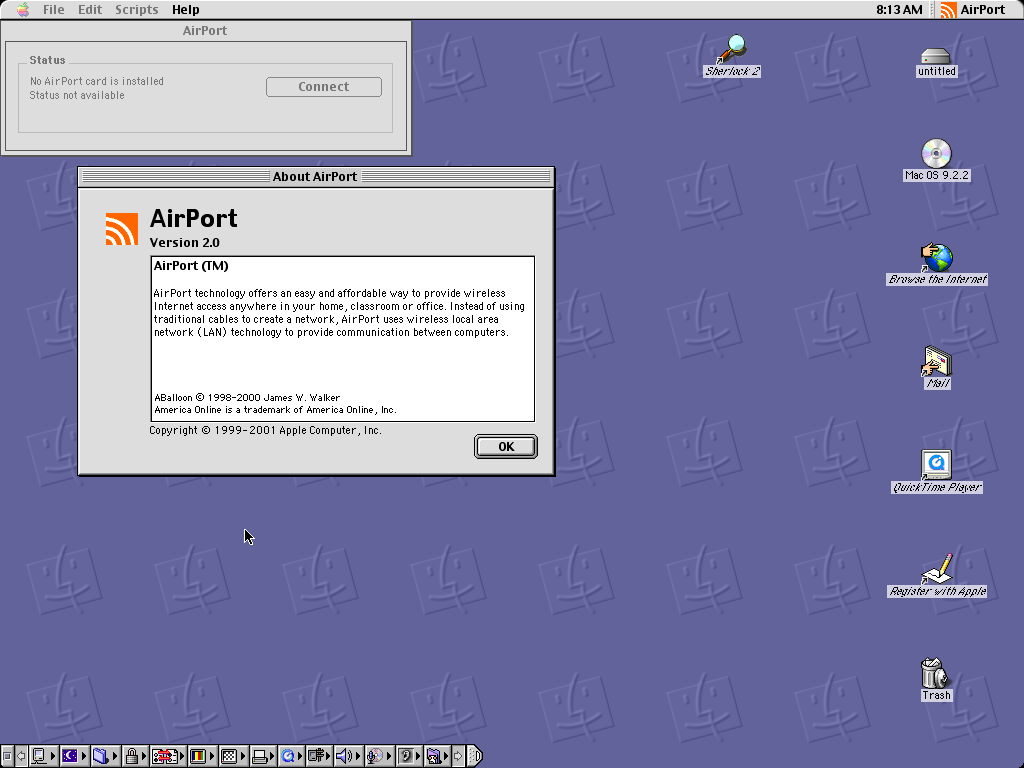 File Edit Scripts Help
8:13 AM AirPort
AirPort
Status
No AirPort card is installed
Status not available
Connect
Sherlock 2
untitled
Mac OS 9.2.2
Browse the Internet
Mail
QuickTime Player
Register with Apple
Trash
About AirPort
AirPort
Version 2.0
AirPort (TM)
AirPort technology offers an easy and affordable way to provide wireless
Internet access anywhere in your home, classroom or office. Instead of using
traditional cables to create a network, AirPort uses wireless local area
network (LAN) technology to provide communication between computers.
ABalloon © 1998-2000 James W. Walker
America Online is a trademark of America Online, Inc.
Copyright © 1999-2001 Apple Computer, Inc.
OK